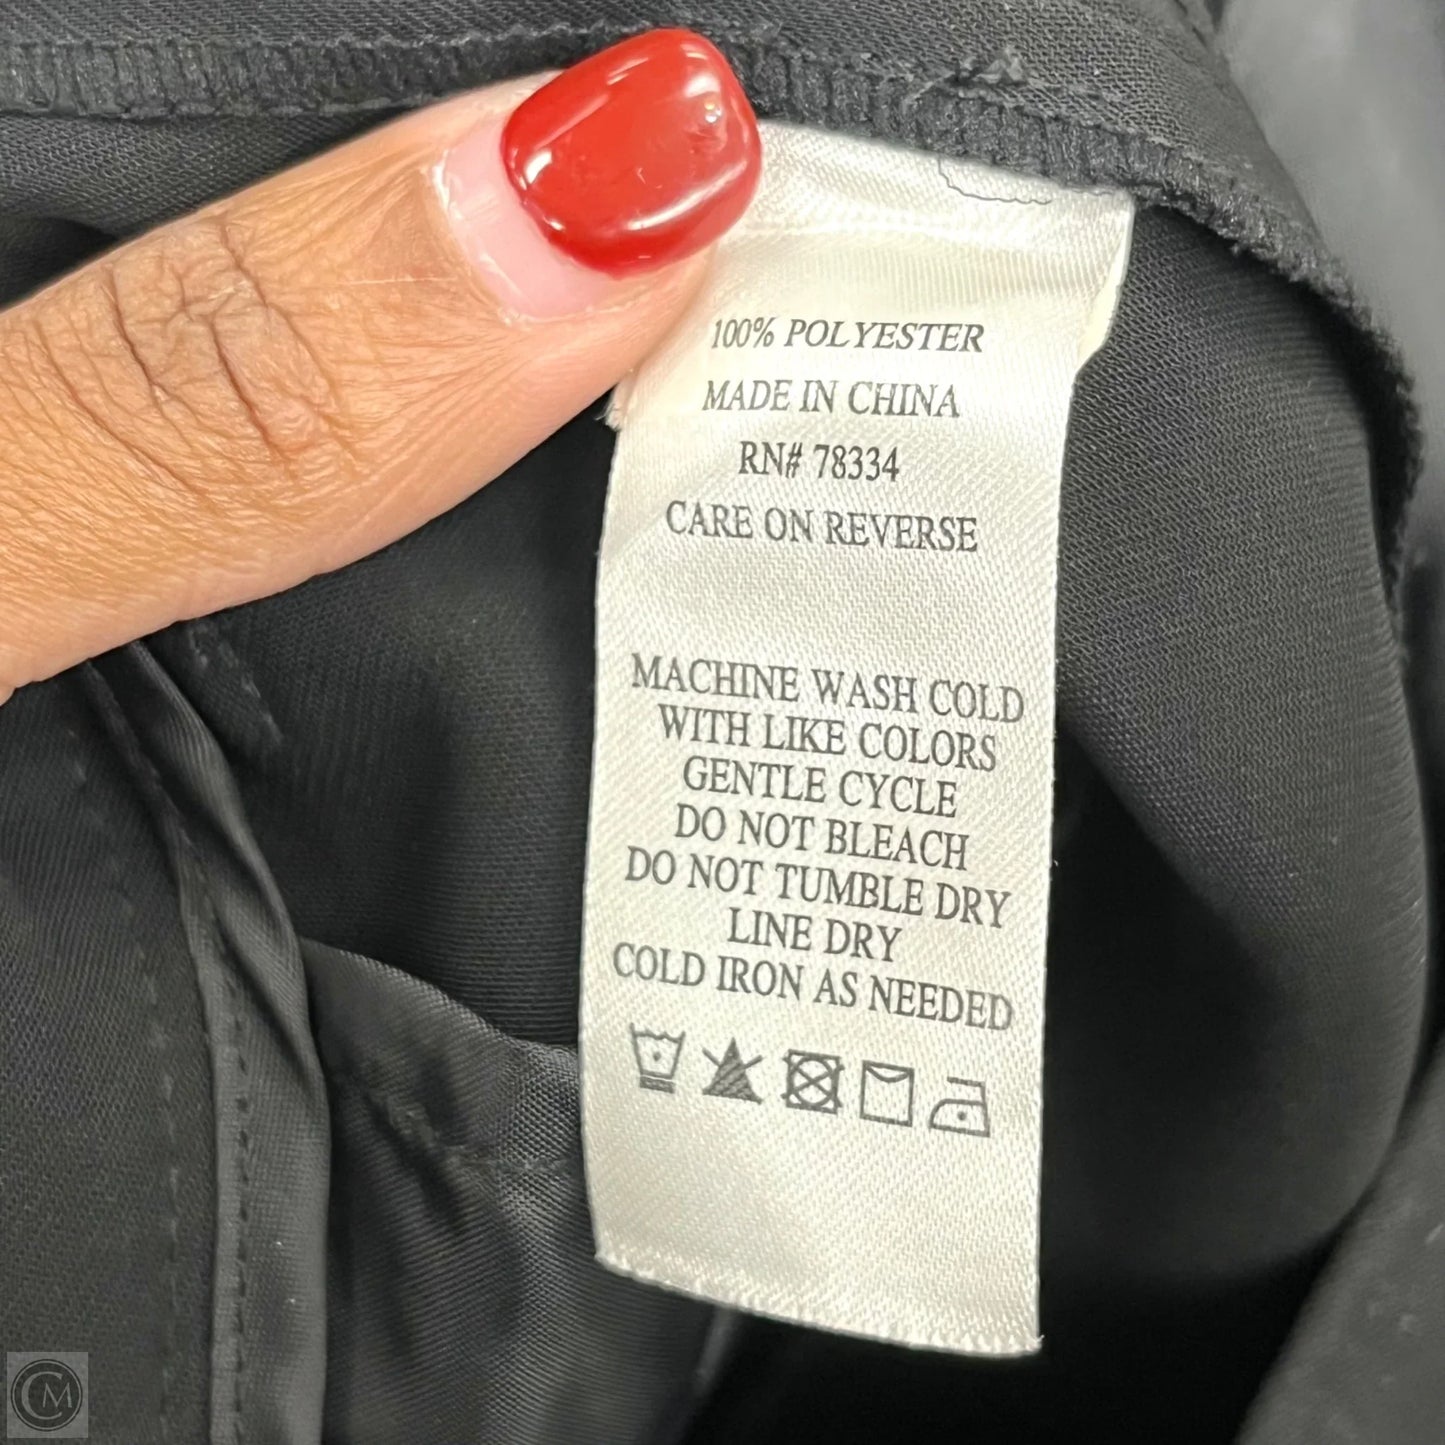 100% POLYESTER
MADE IN CHINA
RN# 78334
CARE ON REVERSE
MACHINE WASH COLD
WITH LIKE COLORS
GENTLE CYCLE
DO NOT BLEACH
DO NOT TUMBLE DRY
LINE DRY
COLD IRON AS NEEDED
CM